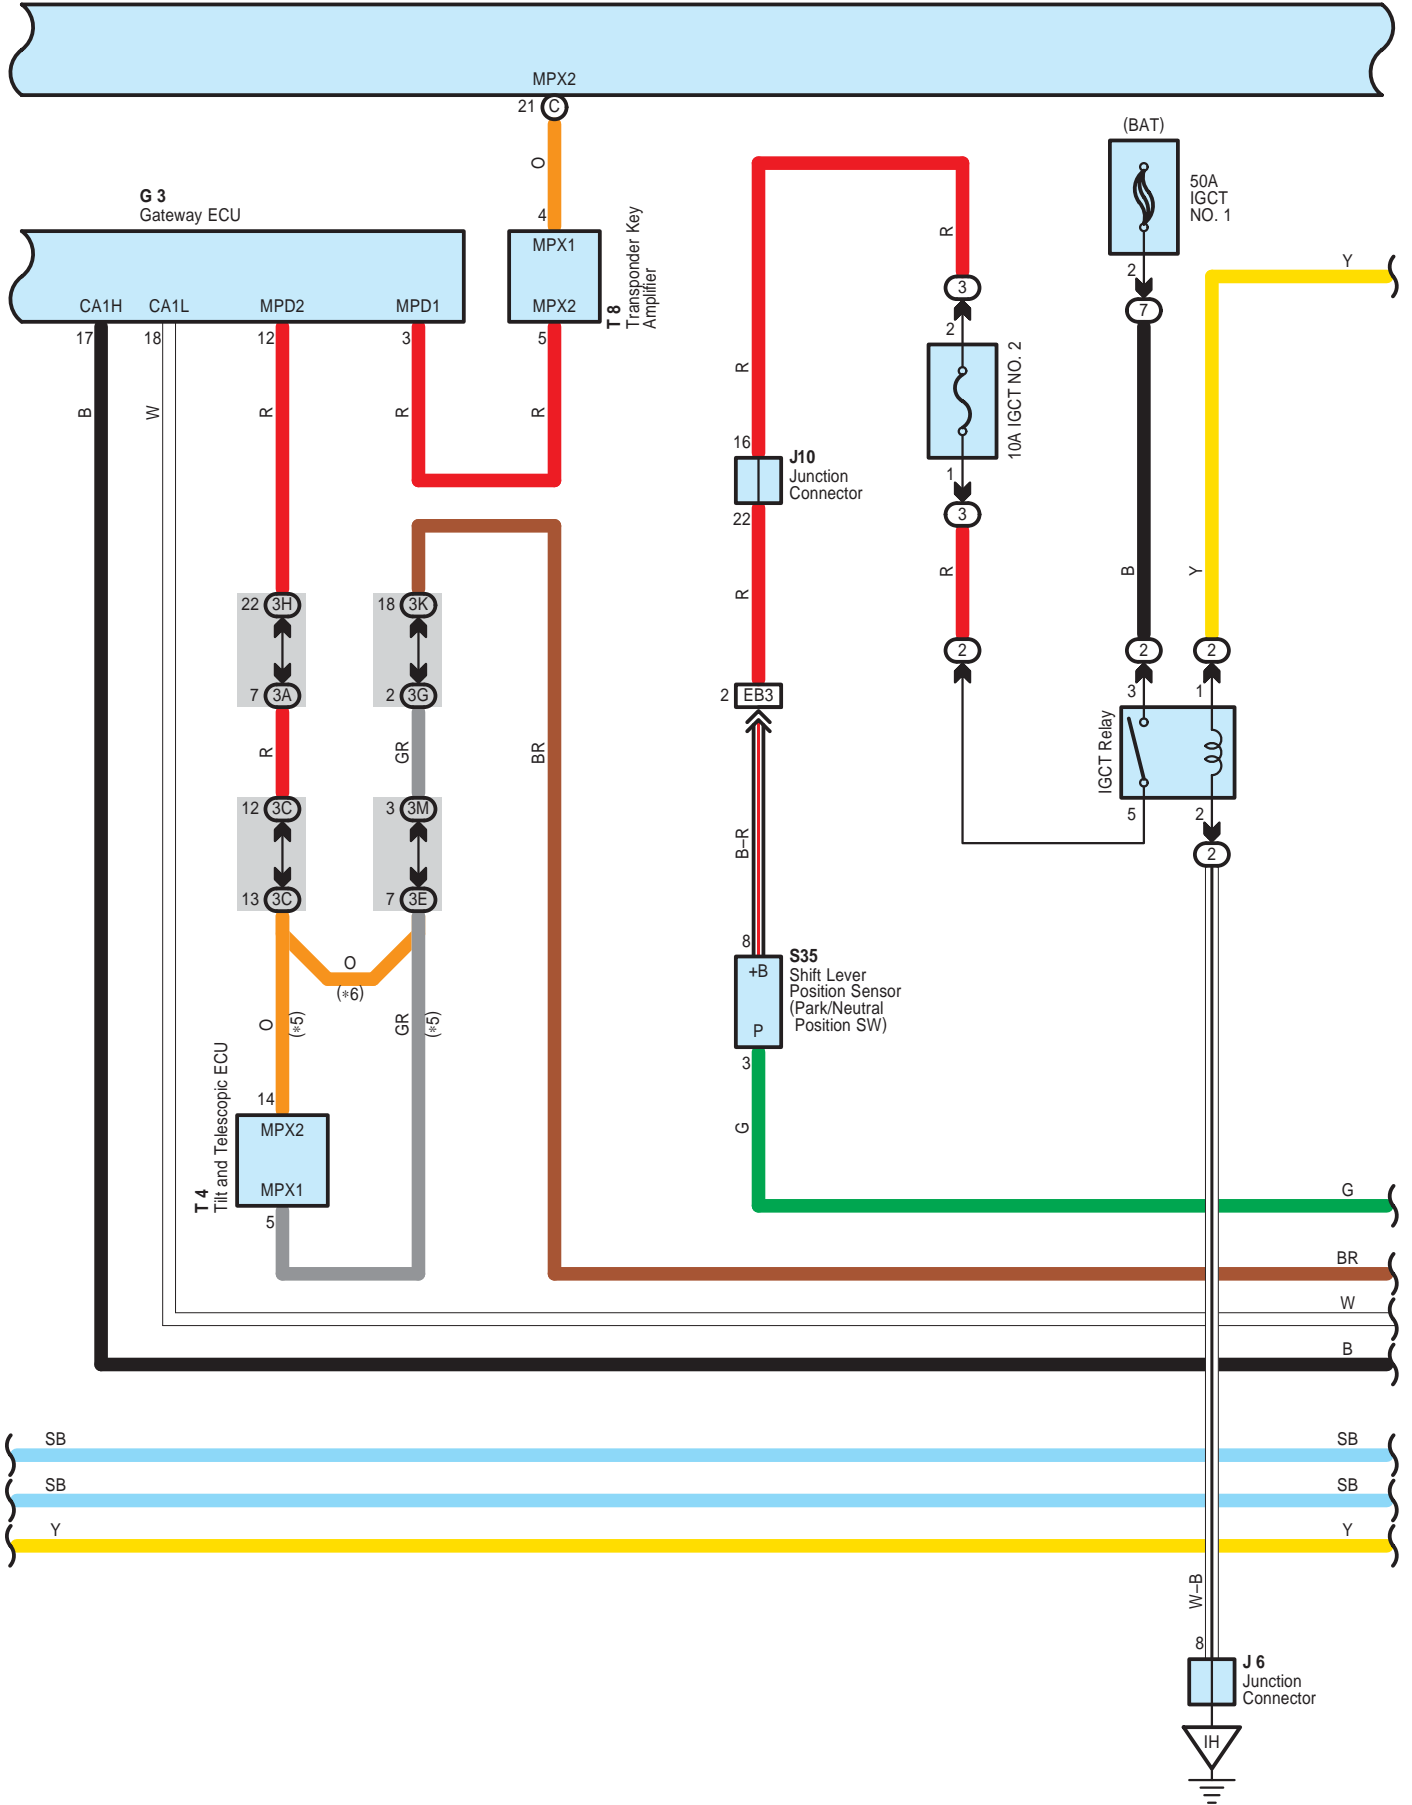 MPX2
21 C
(BAT)
O
50A
IGCT
NO. 1
G 3
Gateway ECU
4
MPX1
MPX2
T 8
Transponder Key
Amplifier
R
2
7
Y
CA1H
CA1L
MPD2
MPD1
17
18
12
3
5
3
2
10A IGCT NO. 2
B
W
R
R
R
R
16
J10
Junction
Connector
22
1
3
R
R
B
Y
22 3H
18 3K
7 3A
2 3G
2 EB3
2
2
2
3
1
R
GR
BR
IGCT Relay
12 3C
3 3M
5
2
2
B–R
13 3C
7 3E
8
+B
P
S35
Shift Lever
Position Sensor
(Park/Neutral
Position SW)
O
(*6)
O
(*5)
GR
(*5)
3
G
14
MPX2
MPX1
T 4
Tilt and Telescopic ECU
5
G
BR
W
B
SB
SB
SB
SB
Y
Y
W–B
8
J 6
Junction
Connector
IH